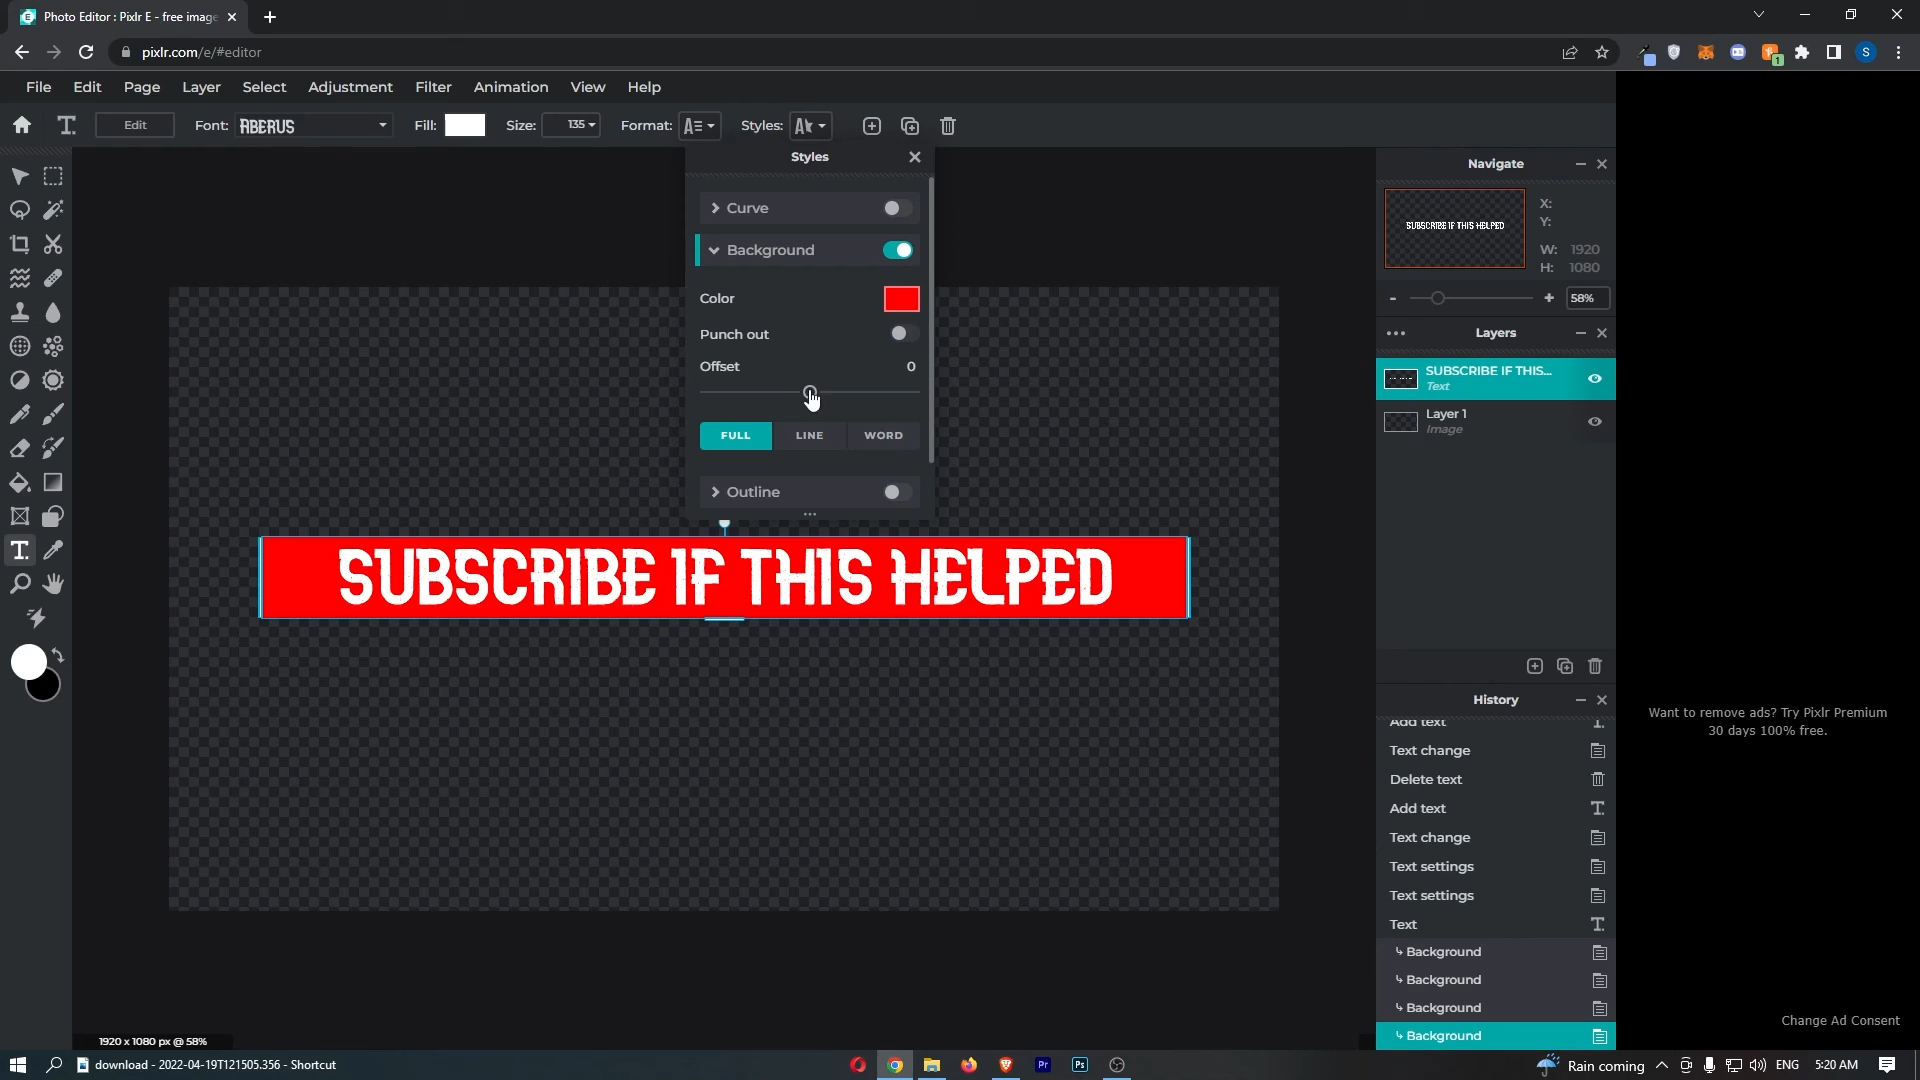 Photo Editor : Pixlr E - free image
pixlr.com/e/#editor
File Edit Page Layer Select Adjustment Filter Animation View Help
Edit Font: ABERUS Fill: Size: 135 Format: Styles:
Styles
Curve
Background
Color
Punch out
Offset 0
FULL LINE WORD
Outline
SUBSCRIBE IF THIS HELPED
1920 x 1080 px @ 58%
Navigate
SUBSCRIBE IF THIS HELPED
X:
Y:
W: 1920
H: 1080
58%
Layers
SUBSCRIBE IF THIS...
Text
Layer 1
Image
History
Add text
Text change
Delete text
Add text
Text change
Text settings
Text settings
Text
Background
Background
Background
Background
Want to remove ads? Try Pixlr Premium
30 days 100% free.
Change Ad Consent
download - 2022-04-19T121505.356 - Shortcut
Pr
Ps
Rain coming
ENG
5:20 AM